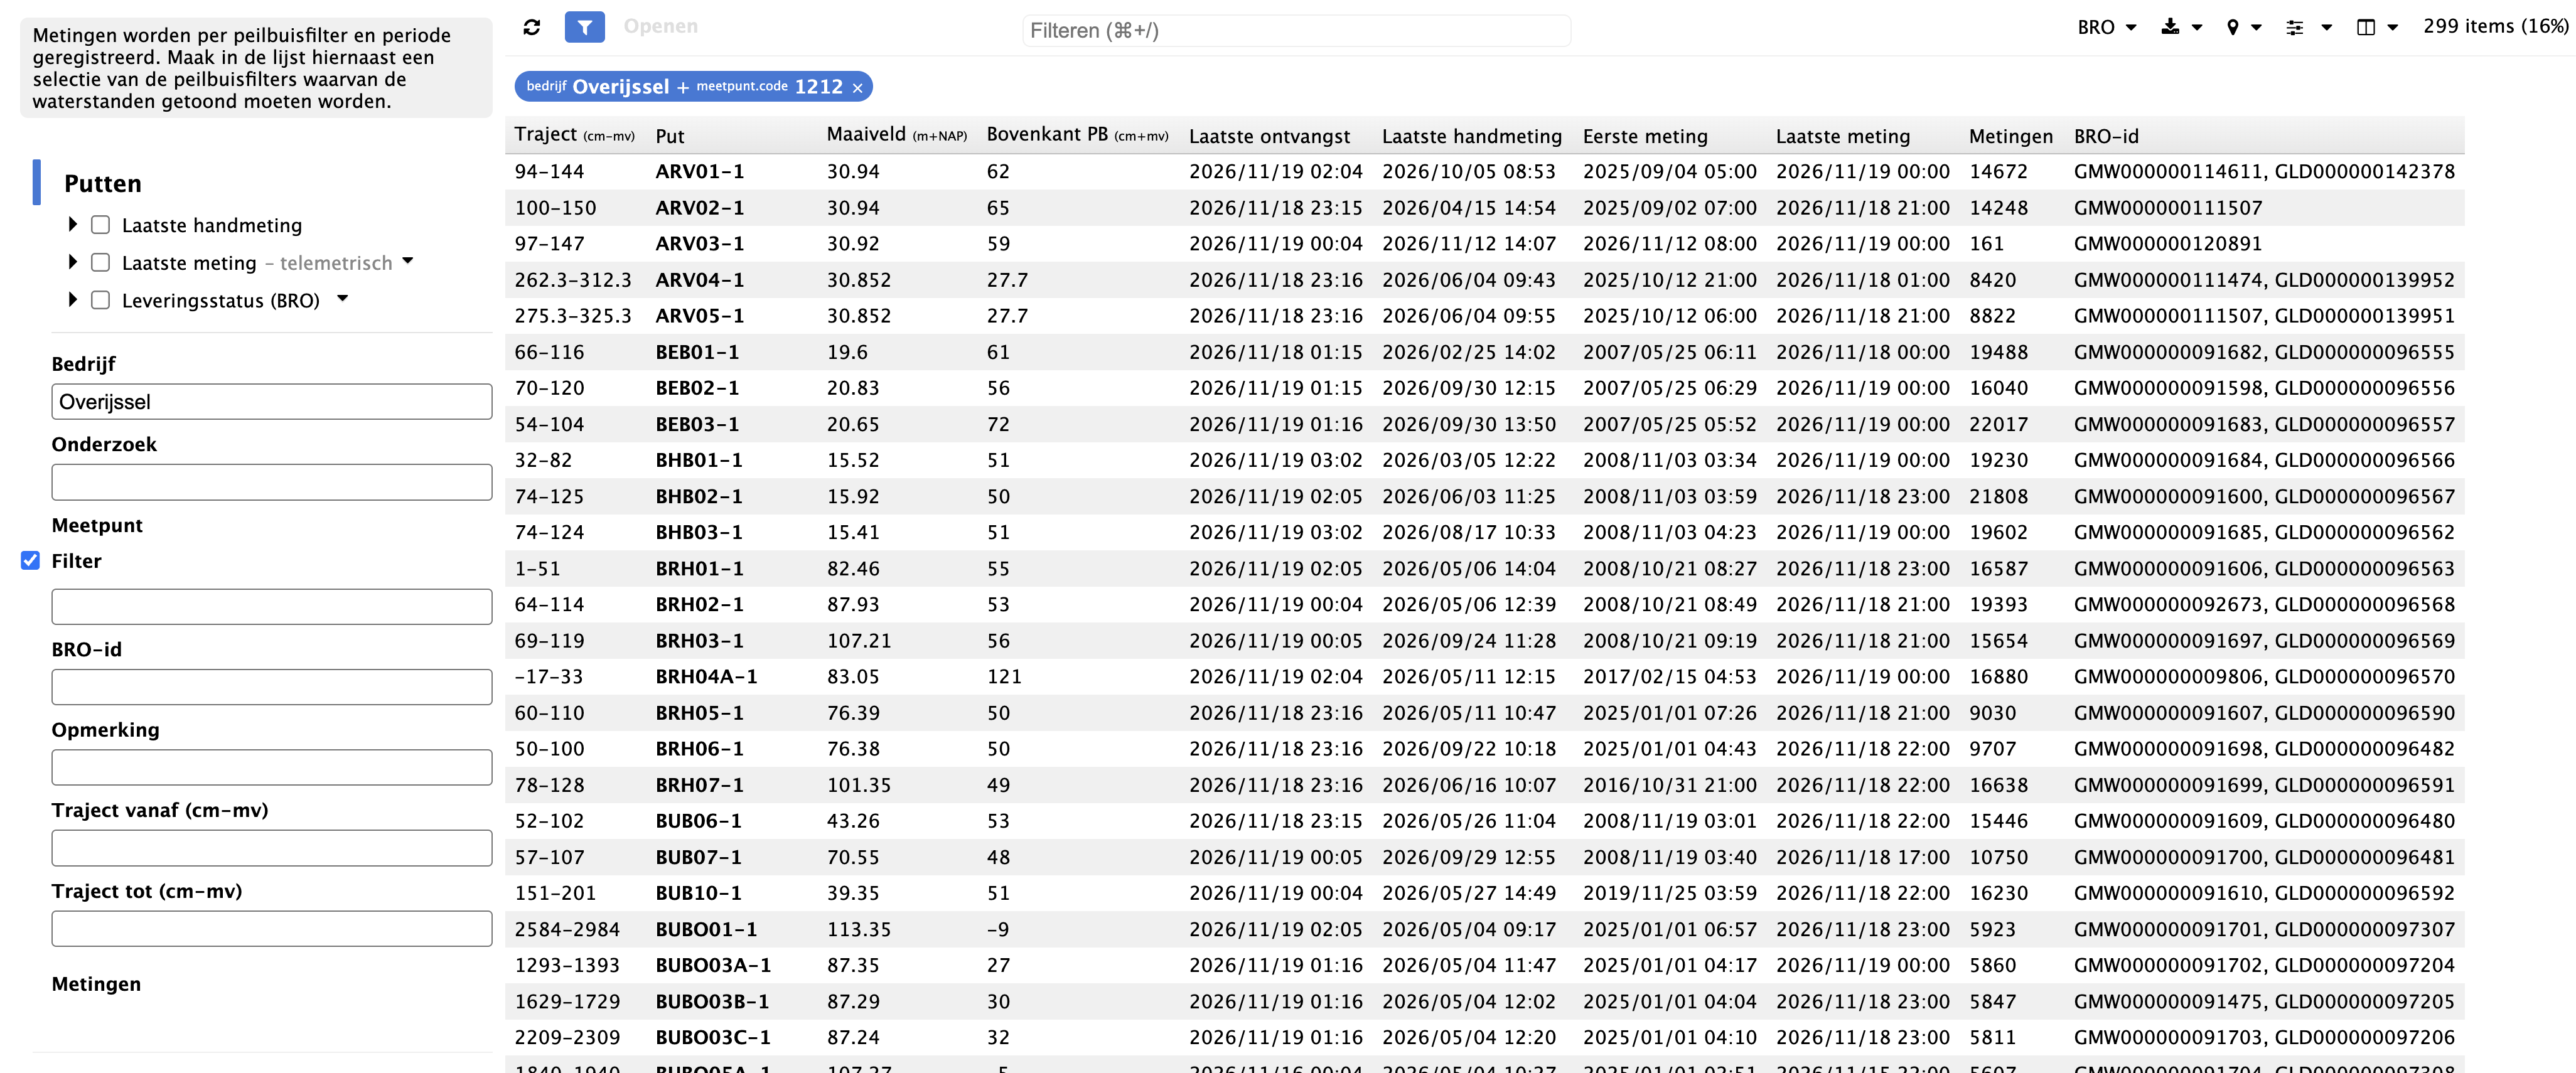 Metingen worden per peilbuisfilter en periode
geregistreerd. Maak in de lijst hiernaast een
selectie van de peilbuisfilters waarvan de
waterstanden getoond moeten worden.
Putten
Laatste handmeting
Laatste meting – telemetrisch
Leveringsstatus (BRO)
Bedrijf
Overijssel
Onderzoek
Meetpunt
Filter
BRO-id
Opmerking
Traject vanaf (cm-mv)
Traject tot (cm-mv)
Metingen
Openen Filteren (⌘+/) BRO 299 items (16%)
bedrijf Overijssel + meetpunt.code 1212 ×
Traject (cm-mv) Put Maaiveld (m+NAP) Bovenkant PB (cm+mv) Laatste ontvangst Laatste handmeting Eerste meting Laatste meting Metingen BRO-id
94-144 ARV01-1 30.94 62 2026/11/19 02:04 2026/10/05 08:53 2025/09/04 05:00 2026/11/19 00:00 14672 GMW000000114611, GLD000000142378
100-150 ARV02-1 30.94 65 2026/11/18 23:15 2026/04/15 14:54 2025/09/02 07:00 2026/11/18 21:00 14248 GMW000000111507
97-147 ARV03-1 30.92 59 2026/11/19 00:04 2026/11/12 14:07 2026/11/12 08:00 2026/11/19 00:00 161 GMW000000120891
262.3-312.3 ARV04-1 30.852 27.7 2026/11/18 23:16 2026/06/04 09:43 2025/10/12 21:00 2026/11/18 01:00 8420 GMW000000111474, GLD000000139952
275.3-325.3 ARV05-1 30.852 27.7 2026/11/18 23:16 2026/06/04 09:55 2025/10/12 06:00 2026/11/18 21:00 8822 GMW000000111507, GLD000000139951
66-116 BEB01-1 19.6 61 2026/11/18 01:15 2026/02/25 14:02 2007/05/25 06:11 2026/11/18 00:00 19488 GMW000000091682, GLD000000096555
70-120 BEB02-1 20.83 56 2026/11/19 01:15 2026/09/30 12:15 2007/05/25 06:29 2026/11/19 00:00 16040 GMW000000091598, GLD000000096556
54-104 BEB03-1 20.65 72 2026/11/19 01:16 2026/09/30 13:50 2007/05/25 05:52 2026/11/19 00:00 22017 GMW000000091683, GLD000000096557
32-82 BHB01-1 15.52 51 2026/11/19 03:02 2026/03/05 12:22 2008/11/03 03:34 2026/11/19 00:00 19230 GMW000000091684, GLD000000096566
74-125 BHB02-1 15.92 50 2026/11/19 02:05 2026/06/03 11:25 2008/11/03 03:59 2026/11/18 23:00 21808 GMW000000091600, GLD000000096567
74-124 BHB03-1 15.41 51 2026/11/19 03:02 2026/08/17 10:33 2008/11/03 04:23 2026/11/19 00:00 19602 GMW000000091685, GLD000000096562
1-51 BRH01-1 82.46 55 2026/11/19 02:05 2026/05/06 14:04 2008/10/21 08:27 2026/11/18 23:00 16587 GMW000000091606, GLD000000096563
64-114 BRH02-1 87.93 53 2026/11/19 00:04 2026/05/06 12:39 2008/10/21 08:49 2026/11/18 21:00 19393 GMW000000092673, GLD000000096568
69-119 BRH03-1 107.21 56 2026/11/19 00:05 2026/09/24 11:28 2008/10/21 09:19 2026/11/18 21:00 15654 GMW000000091697, GLD000000096569
-17-33 BRH04A-1 83.05 121 2026/11/19 02:04 2026/05/11 12:15 2017/02/15 04:53 2026/11/19 00:00 16880 GMW000000009806, GLD000000096570
60-110 BRH05-1 76.39 50 2026/11/18 23:16 2026/05/11 10:47 2025/01/01 07:26 2026/11/18 21:00 9030 GMW000000091607, GLD000000096590
50-100 BRH06-1 76.38 50 2026/11/18 23:16 2026/09/22 10:18 2025/01/01 04:43 2026/11/18 22:00 9707 GMW000000091698, GLD000000096482
78-128 BRH07-1 101.35 49 2026/11/18 23:16 2026/06/16 10:07 2016/10/31 21:00 2026/11/18 22:00 16638 GMW000000091699, GLD000000096591
52-102 BUB06-1 43.26 53 2026/11/18 23:15 2026/05/26 11:04 2008/11/19 03:01 2026/11/18 22:00 15446 GMW000000091609, GLD000000096480
57-107 BUB07-1 70.55 48 2026/11/19 00:05 2026/09/29 12:55 2008/11/19 03:40 2026/11/18 17:00 10750 GMW000000091700, GLD000000096481
151-201 BUB10-1 39.35 51 2026/11/19 00:04 2026/05/27 14:49 2019/11/25 03:59 2026/11/18 22:00 16230 GMW000000091610, GLD000000096592
2584-2984 BUBO01-1 113.35 -9 2026/11/19 02:05 2026/05/04 09:17 2025/01/01 06:57 2026/11/18 23:00 5923 GMW000000091701, GLD000000097307
1293-1393 BUBO03A-1 87.35 27 2026/11/19 01:16 2026/05/04 11:47 2025/01/01 04:17 2026/11/19 00:00 5860 GMW000000091702, GLD000000097204
1629-1729 BUBO03B-1 87.29 30 2026/11/19 01:16 2026/05/04 12:02 2025/01/01 04:04 2026/11/18 23:00 5847 GMW000000091475, GLD000000097205
2209-2309 BUBO03C-1 87.24 32 2026/11/19 01:16 2026/05/04 12:20 2025/01/01 04:10 2026/11/18 23:00 5811 GMW000000091703, GLD000000097206